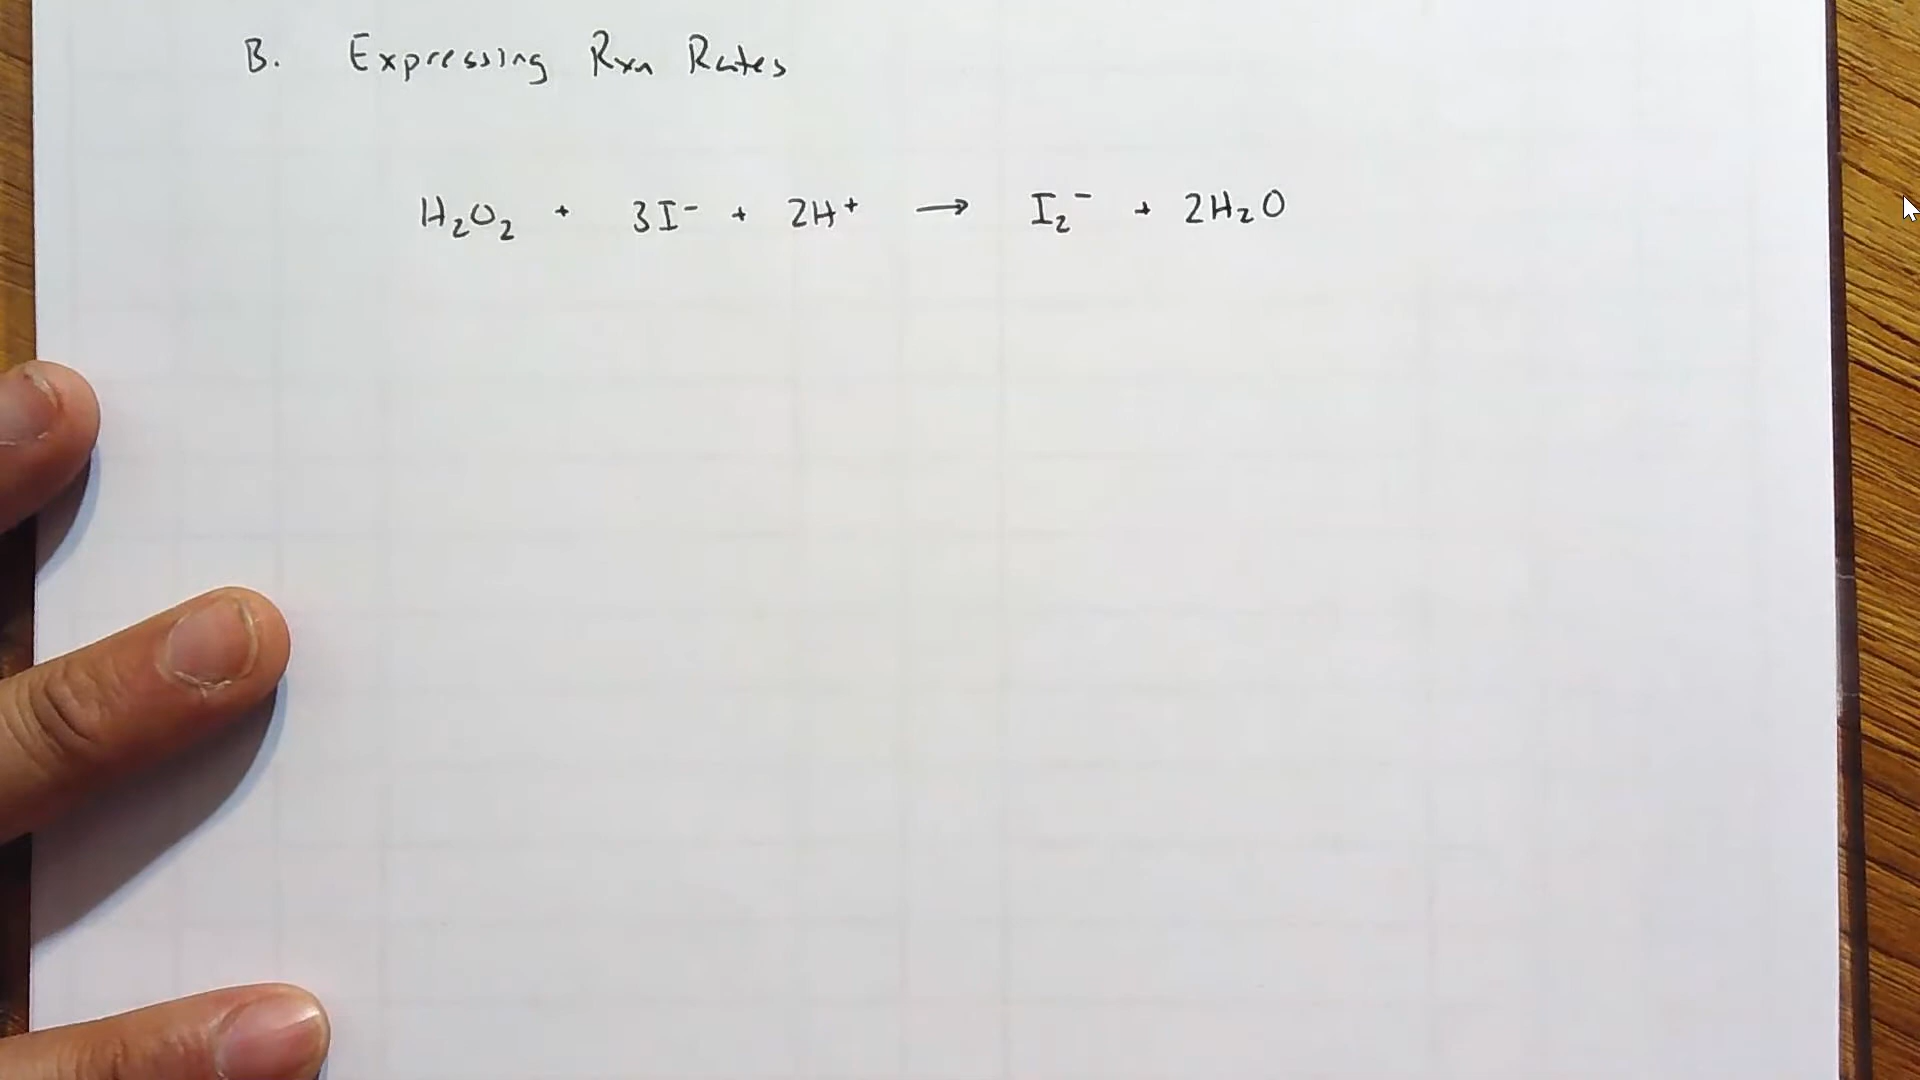 B. Expressing Rxn Rates
H₂O₂ + 3I⁻ + 2H⁺ → I₂⁻ + 2H₂O